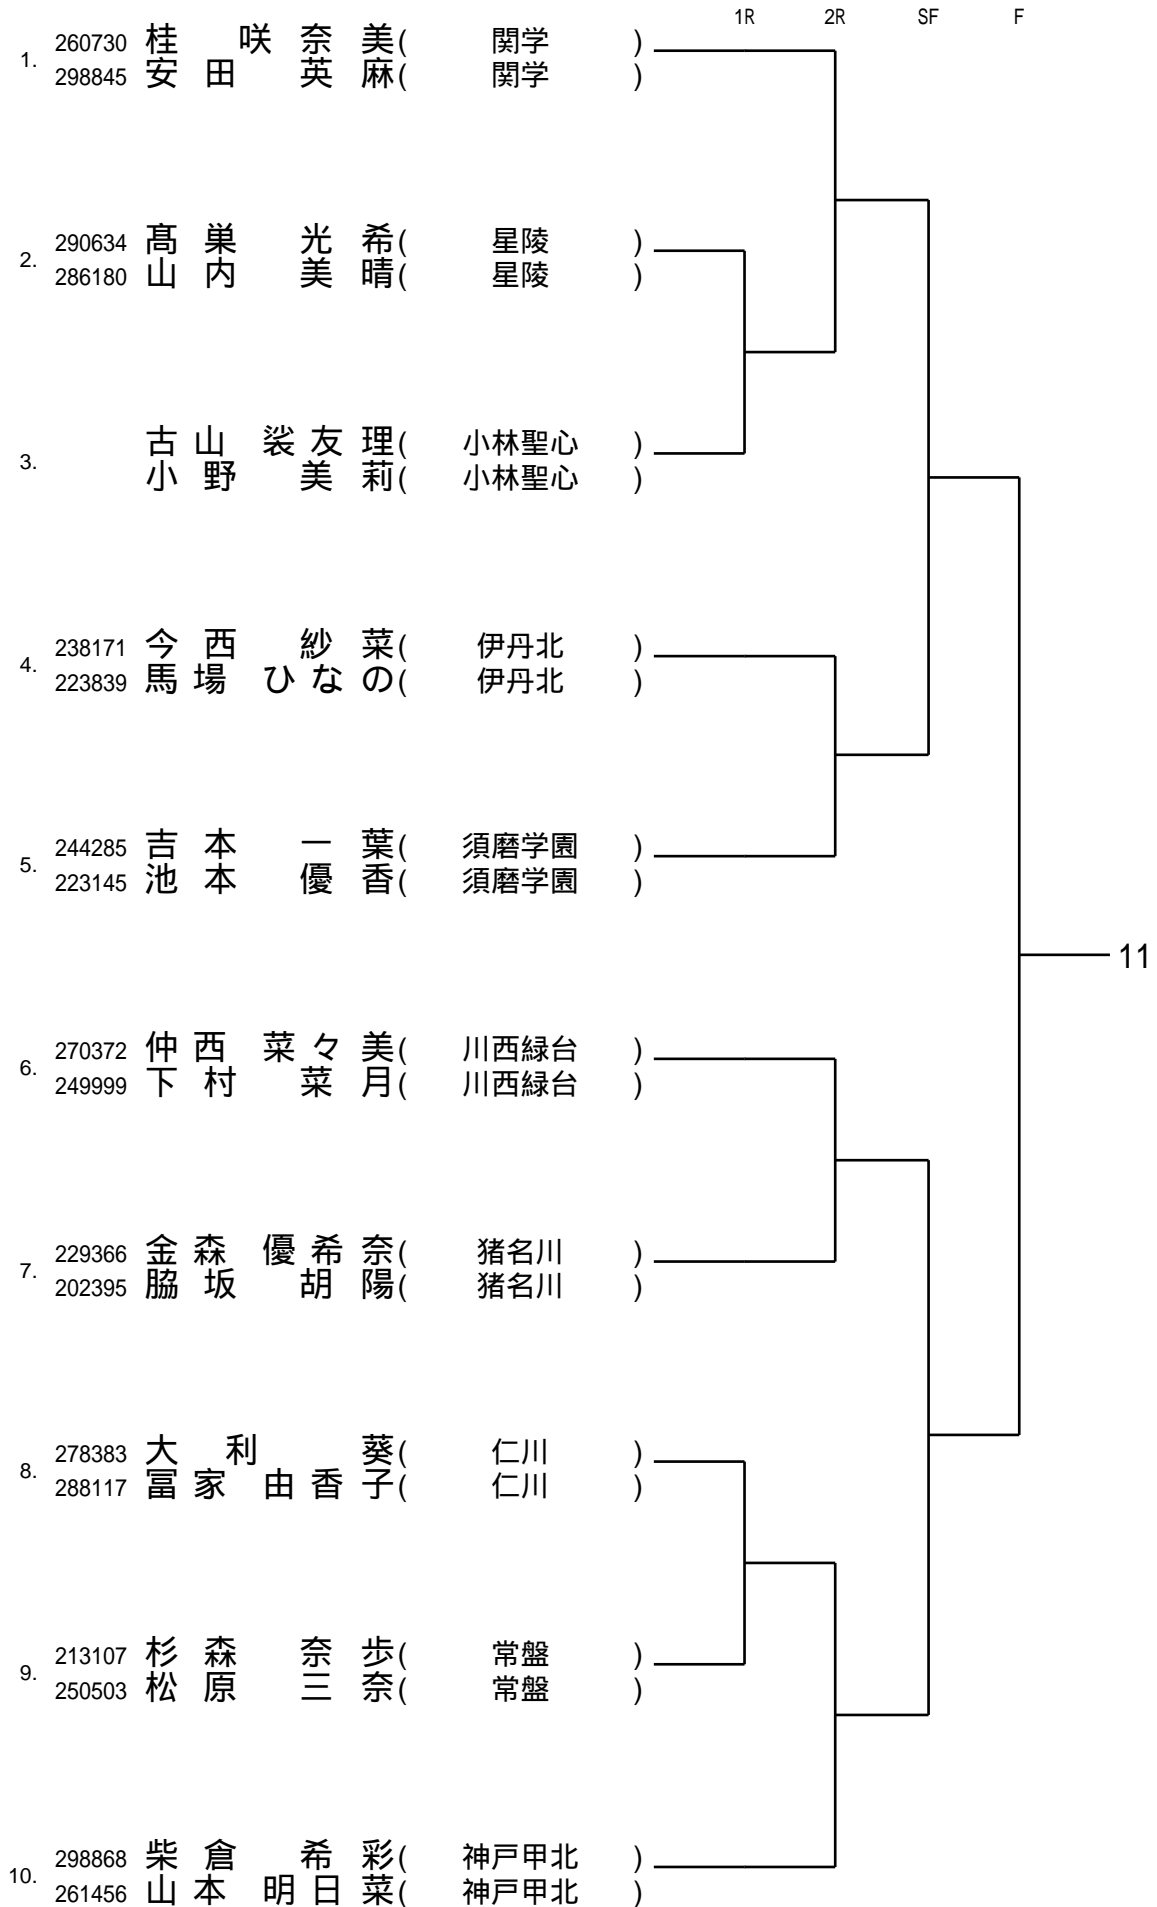 1R 2R SF F
1. 260730 桂 咲奈美( 関学 )
298845 安田 英麻( 関学 )
2. 290634 髙巣 光希( 星陵 )
286180 山内 美晴( 星陵 )
3. 古山 裟友理( 小林聖心 )
小野 美莉( 小林聖心 )
4. 238171 今西 紗菜( 伊丹北 )
223839 馬場 ひなの( 伊丹北 )
5. 244285 吉本 一葉( 須磨学園 )
223145 池本 優香( 須磨学園 )
11
6. 270372 仲西 菜々美( 川西緑台 )
249999 下村 菜月( 川西緑台 )
7. 229366 金森 優希奈( 猪名川 )
202395 脇坂 胡陽( 猪名川 )
8. 278383 大利 葵( 仁川 )
288117 冨家 由香子( 仁川 )
9. 213107 杉森 奈歩( 常盤 )
250503 松原 三奈( 常盤 )
10. 298868 柴倉 希彩( 神戸甲北 )
261456 山本 明日菜( 神戸甲北 )